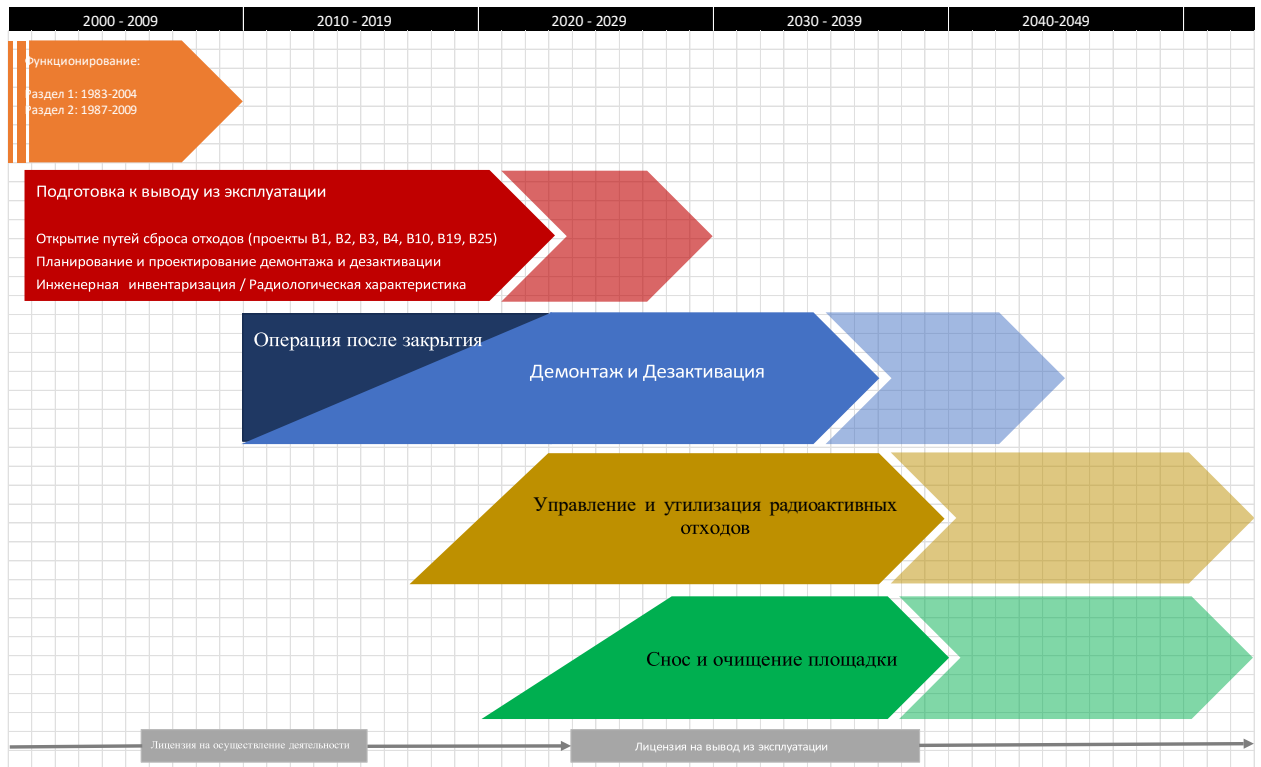 2000 - 2009 2010 - 2019 2020 - 2029 2030 - 2039 2040-2049
Функционирование:
Раздел 1: 1983-2004
Раздел 2: 1987-2009
Подготовка к выводу из эксплуатации
Открытие путей сброса отходов (проекты B1, B2, B3, B4, B10, B19, B25)
Планирование и проектирование демонтажа и дезактивации
Инженерная инвентаризация / Радиологическая характеристика
Операция после закрытия
Демонтаж и Дезактивация
Управление и утилизация радиоактивных
отходов
Снос и очищение площадки
Лицензия на осуществление деятельности
Лицензия на вывод из эксплуатации